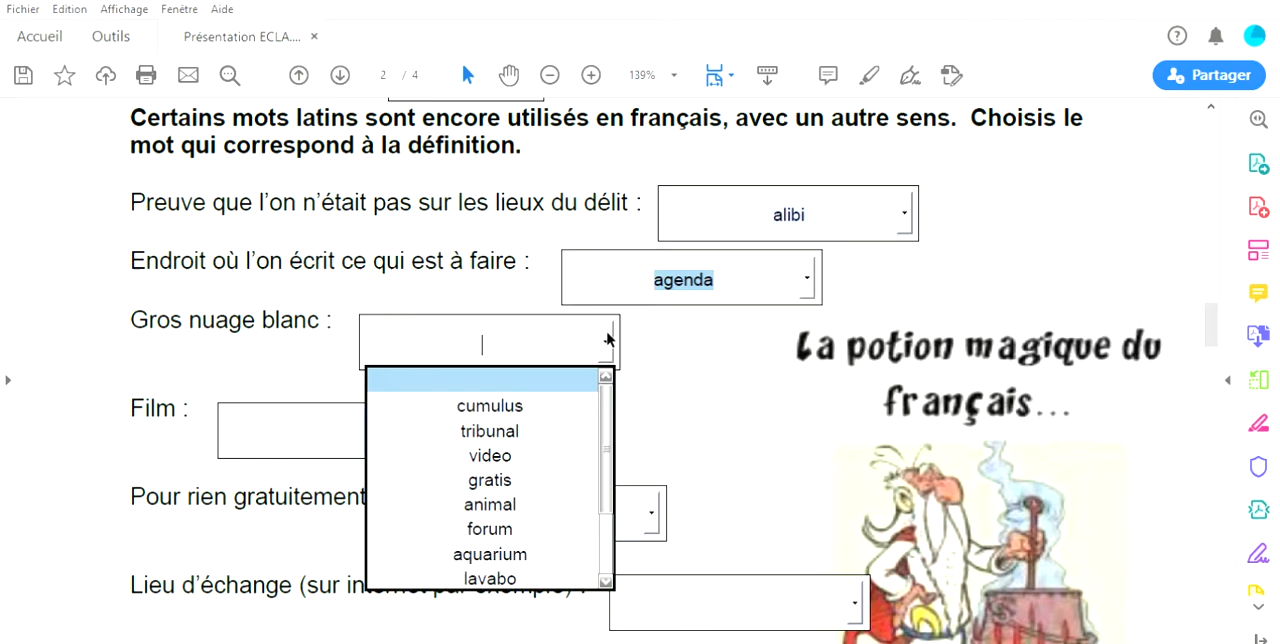 Fichier Edition Affichage Fenêtre Aide
Accueil Outils Présentation ECLA.... ×
2 / 4 139% Partager
Certains mots latins sont encore utilisés en français, avec un autre sens. Choisis le
mot qui correspond à la définition.
Preuve que l'on n'était pas sur les lieux du délit : alibi
Endroit où l'on écrit ce qui est à faire : agenda
Gros nuage blanc :
La potion magique du
français...
Film :
cumulus
tribunal
video
gratis
animal
forum
aquarium
lavabo
Pour rien gratuitement
Lieu d'échange (sur internet par exemple) :